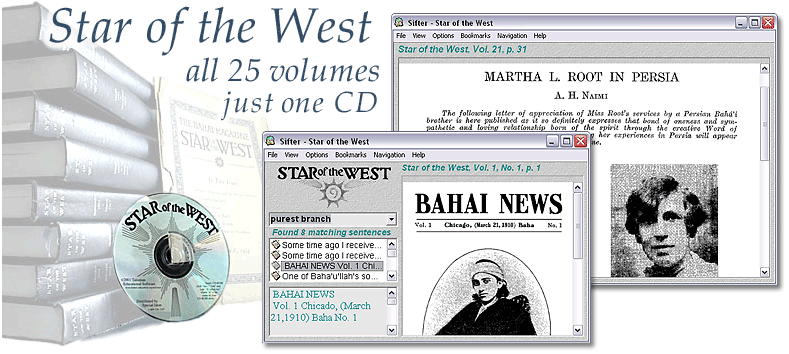 Star of the West
all 25 volumes
just one CD
THE BAHAI MAGAZINE
STAR of the WEST
STAR of the WEST
Sifter - Star of the West
File View Options Bookmarks Navigation Help
Star of the West, Vol. 21, p. 31
MARTHA L. ROOT IN PERSIA
A. H. NAIMI
The following letter of appreciation of Miss Root's services by a Persian Bahá'i
brother is here published as it so definitely expresses that bond of oneness and sym-
pathetic and loving relationship born of the spirit through the creative Word of
her experiences in Persia will appear
ne.
Sifter - Star of the West
File View Options Bookmarks Navigation Help
STAR of the WEST
purest branch
Found 8 matching sentences
Some time ago I receive...
Some time ago I receive...
BAHAI NEWS Vol. 1 Chi...
One of Baha'u'llah's so...
BAHAI NEWS
Vol. 1 Chicado, (March
21,1910) Baha No. 1
Star of the West, Vol. 1, No. 1, p. 1
BAHAI NEWS
Vol. 1 Chicago, (March 21, 1910) Baha No. 1